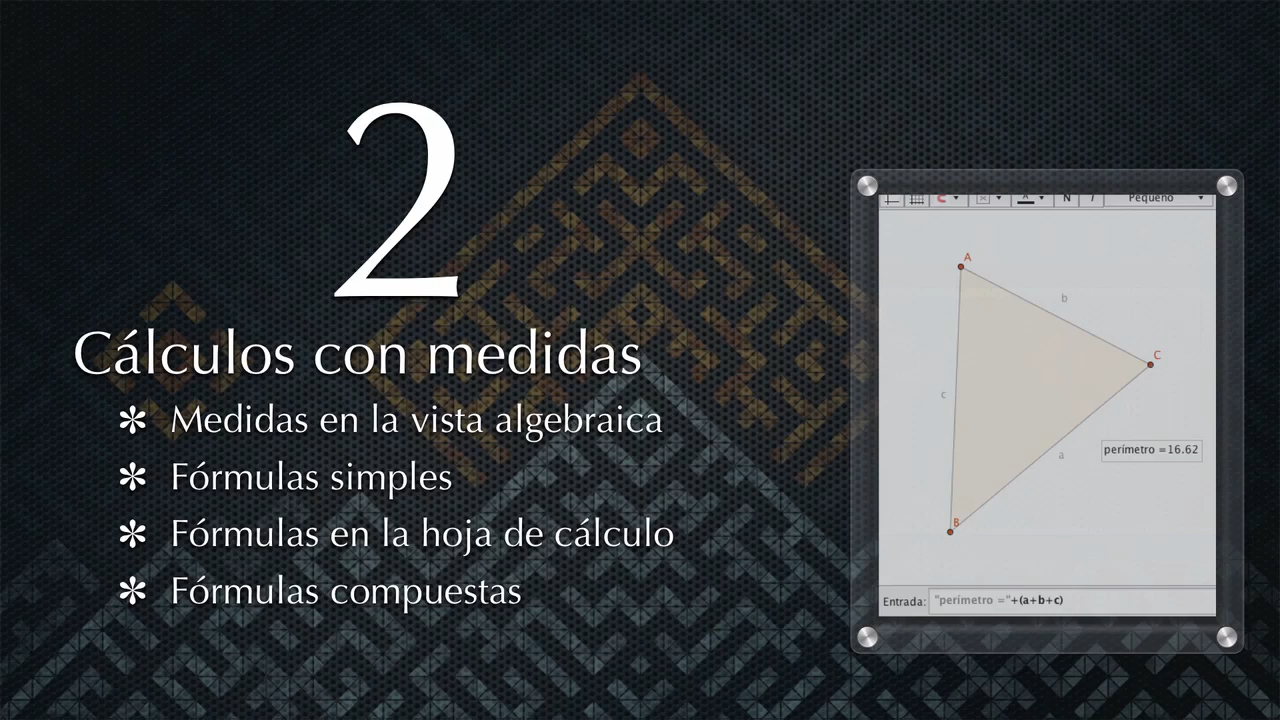 2
Cálculos con medidas
✻ Medidas en la vista algebraica
✻ Fórmulas simples
✻ Fórmulas en la hoja de cálculo
✻ Fórmulas compuestas
N I Pequeño
A
b
C
c
a
perímetro =16.62
B
Entrada: "perímetro ="+(a+b+c)